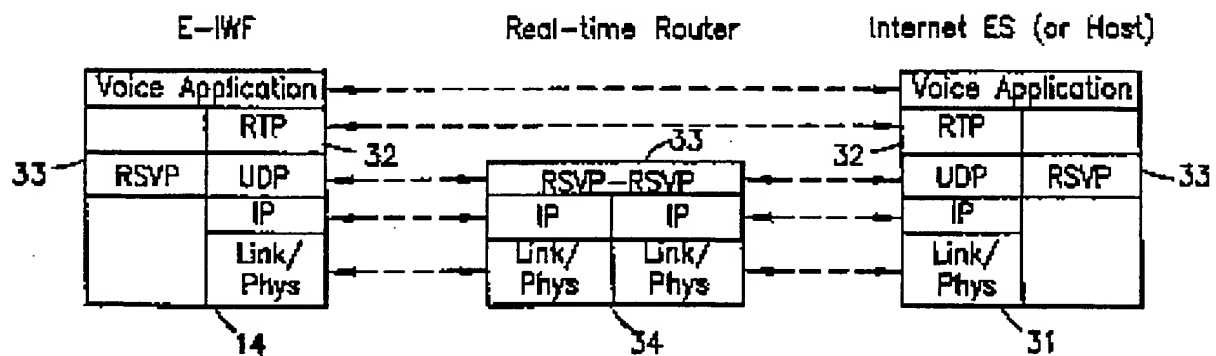 E-IWF Real-time Router Internet ES (or Host)
Voice Application Voice Application
RTP RTP
33 32 33 32 33
RSVP UDP RSVP-RSVP UDP RSVP
IP IP IP IP
Link/ Link/ Link/ Link/
Phys Phys Phys Phys
14 34 31